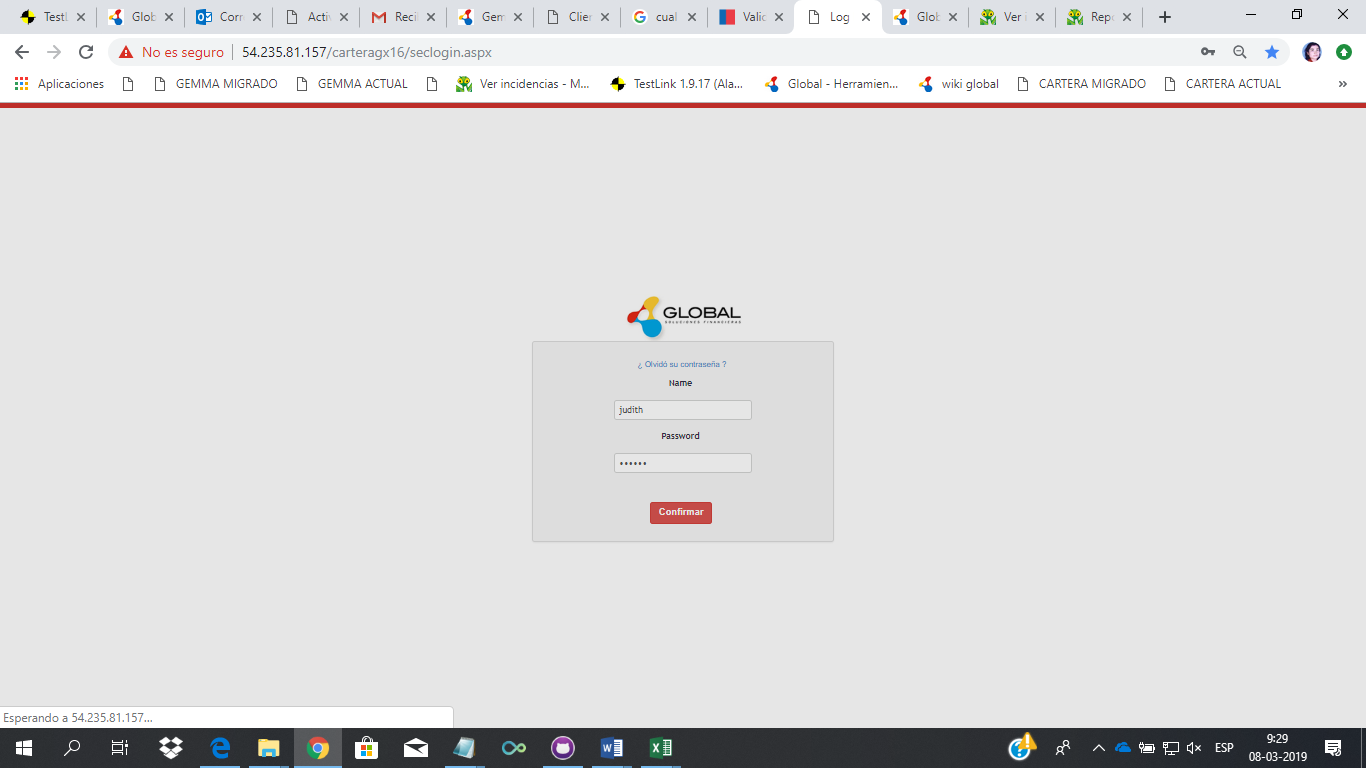 TestL Glob Corr Activ Recib Gem Clien cual Valid Log Glob Ver i Repo
No es seguro 54.235.81.157/carteragx16/seclogin.aspx
Aplicaciones GEMMA MIGRADO GEMMA ACTUAL Ver incidencias - M... TestLink 1.9.17 (Ala... Global - Herramien... wiki global CARTERA MIGRADO CARTERA ACTUAL »
GLOBAL
SOLUCIONES FINANCIERAS
¿ Olvidó su contraseña ?
Name
judith
Password
••••••
Confirmar
Esperando a 54.235.81.157...
ESP
9:29
08-03-2019